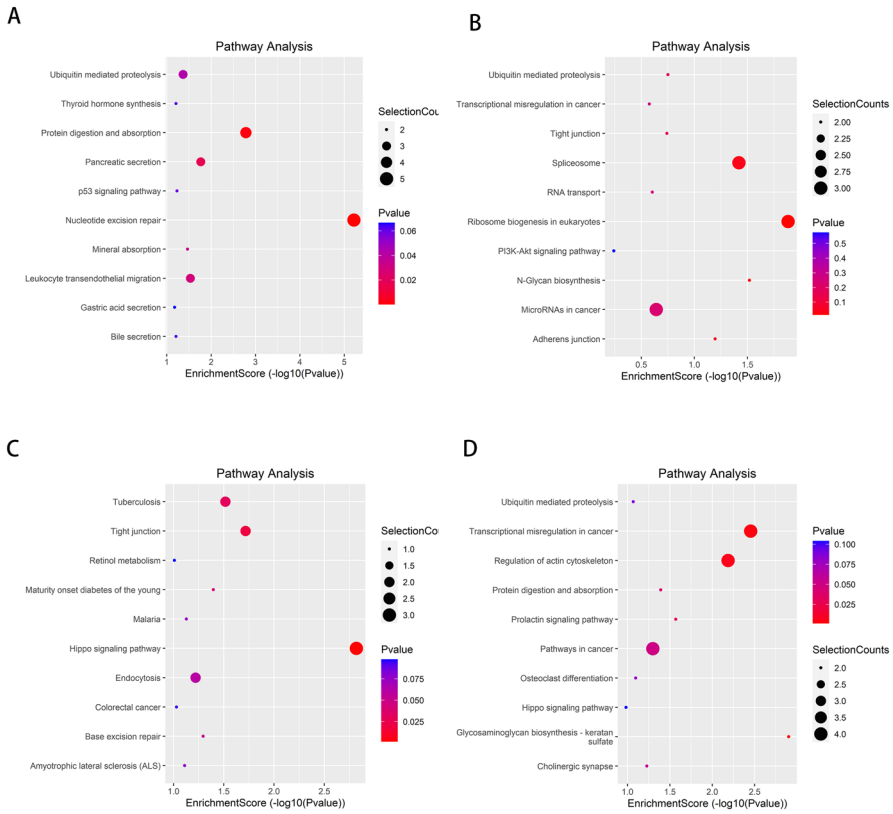 A
Pathway Analysis
Ubiquitin mediated proteolysis
Thyroid hormone synthesis
Protein digestion and absorption
Pancreatic secretion
p53 signaling pathway
Nucleotide excision repair
Mineral absorption
Leukocyte transendothelial migration
Gastric acid secretion
Bile secretion
1 2 3 4 5
EnrichmentScore (-log10(Pvalue))
SelectionCou
2
3
4
5
Pvalue
0.06
0.04
0.02
B
Pathway Analysis
Ubiquitin mediated proteolysis
Transcriptional misregulation in cancer
Tight junction
Spliceosome
RNA transport
Ribosome biogenesis in eukaryotes
PI3K-Akt signaling pathway
N-Glycan biosynthesis
MicroRNAs in cancer
Adherens junction
0.5 1.0 1.5
EnrichmentScore (-log10(Pvalue))
SelectionCounts
2.00
2.25
2.50
2.75
3.00
Pvalue
0.5
0.4
0.3
0.2
0.1
C
Pathway Analysis
Tuberculosis
Tight junction
Retinol metabolism
Maturity onset diabetes of the young
Malaria
Hippo signaling pathway
Endocytosis
Colorectal cancer
Base excision repair
Amyotrophic lateral sclerosis (ALS)
1.0 1.5 2.0 2.5
EnrichmentScore (-log10(Pvalue))
SelectionCou
1.0
1.5
2.0
2.5
3.0
Pvalue
0.075
0.050
0.025
D
Pathway Analysis
Ubiquitin mediated proteolysis
Transcriptional misregulation in cancer
Regulation of actin cytoskeleton
Protein digestion and absorption
Prolactin signaling pathway
Pathways in cancer
Osteoclast differentiation
Hippo signaling pathway
Glycosaminoglycan biosynthesis - keratan
sulfate
Cholinergic synapse
1.0 1.5 2.0 2.5
EnrichmentScore (-log10(Pvalue))
Pvalue
0.100
0.075
0.050
0.025
SelectionCounts
2.0
2.5
3.0
3.5
4.0